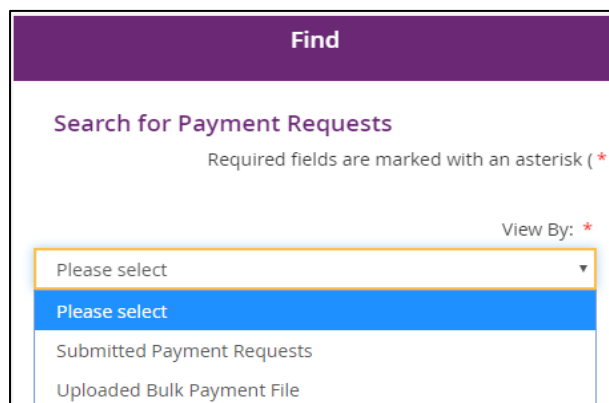 Find
Search for Payment Requests
Required fields are marked with an asterisk ( *
View By: *
Please select
Please select
Submitted Payment Requests
Uploaded Bulk Payment File